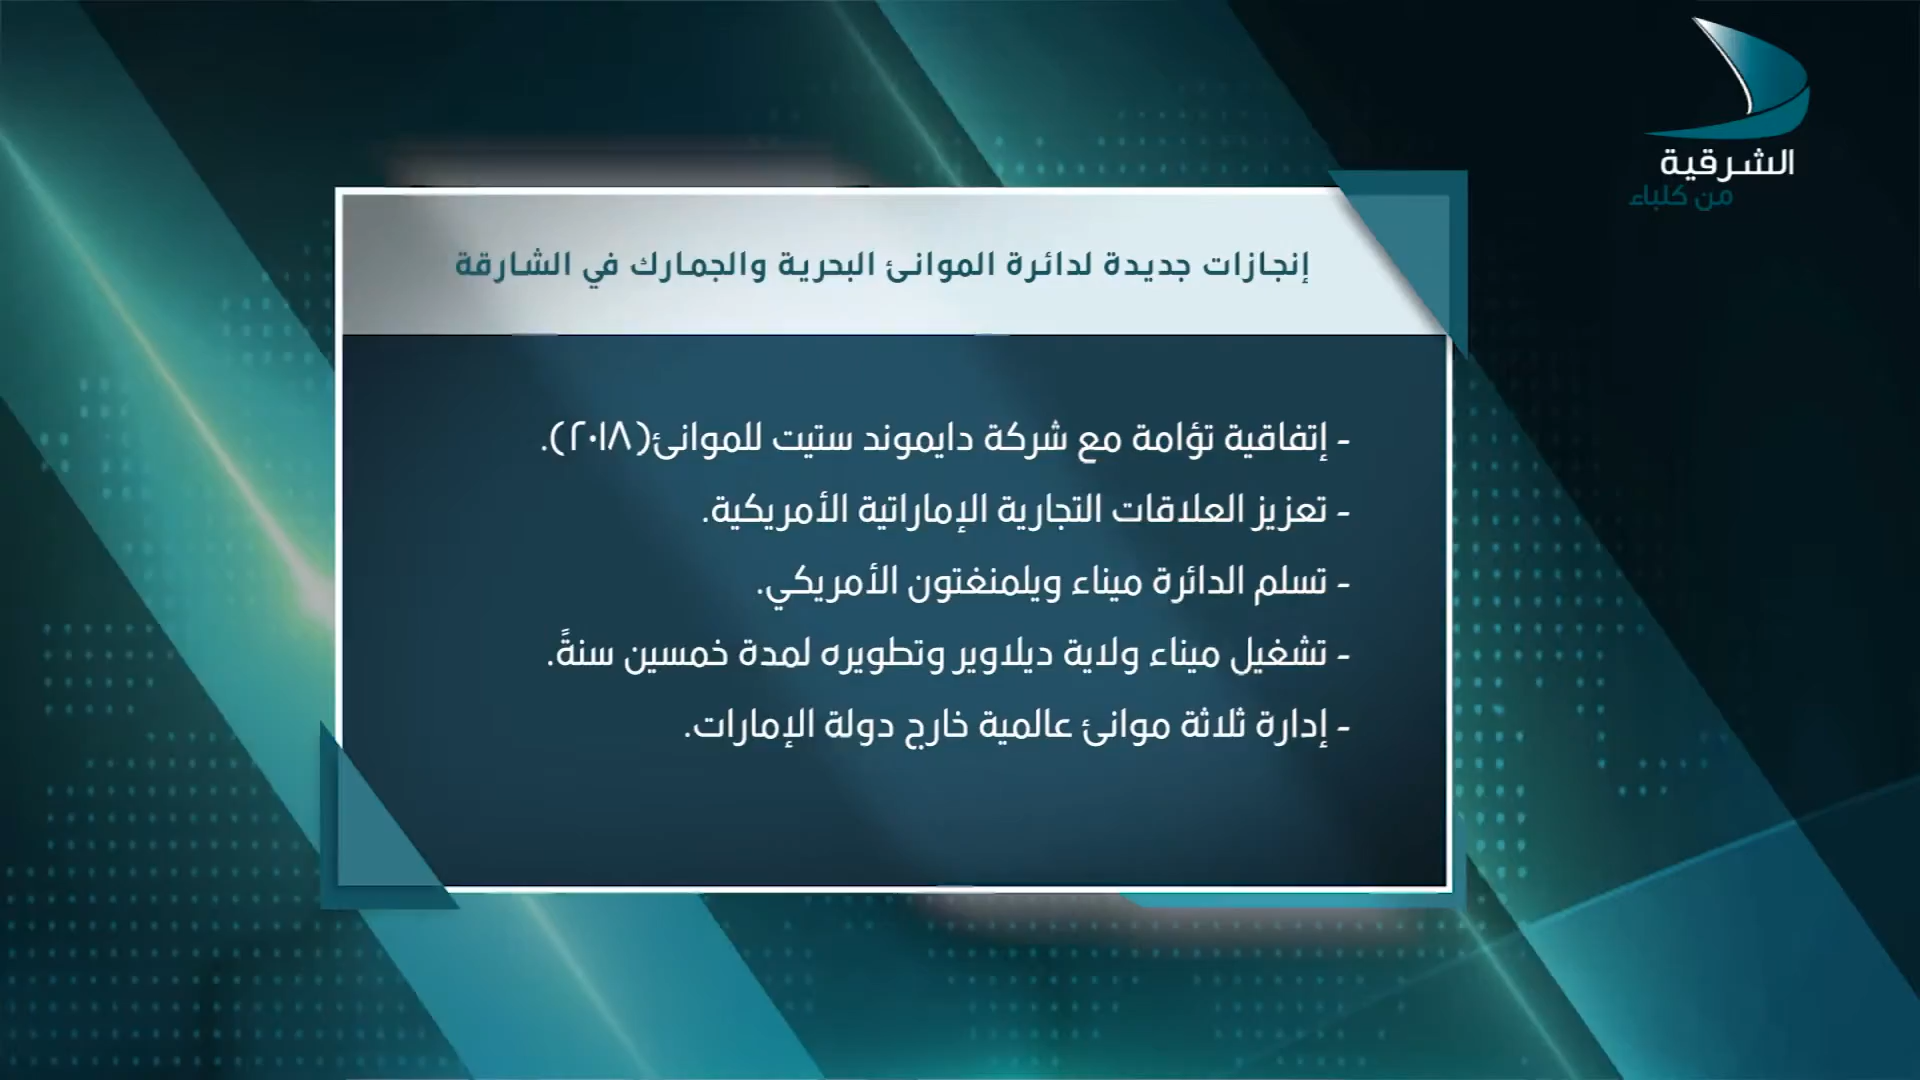 الشرقية
من كلباء
إنجازات جديدة لدائرة الموانئ البحرية والجمارك في الشارقة
- إتفاقية تؤامة مع شركة دايموند ستيت للموانئ(٢٠١٨).
- تعزيز العلاقات التجارية الإماراتية الأمريكية.
- تسلم الدائرة ميناء ويلمنغتون الأمريكي.
- تشغيل ميناء ولاية ديلاوير وتطويره لمدة خمسين سنةً.
- إدارة ثلاثة موانئ عالمية خارج دولة الإمارات.